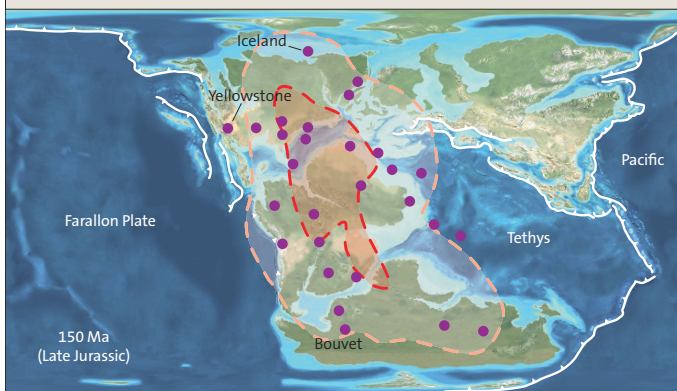 Iceland
Yellowstone
Pacific
Farallon Plate
Tethys
150 Ma
(Late Jurassic)
Bouvet